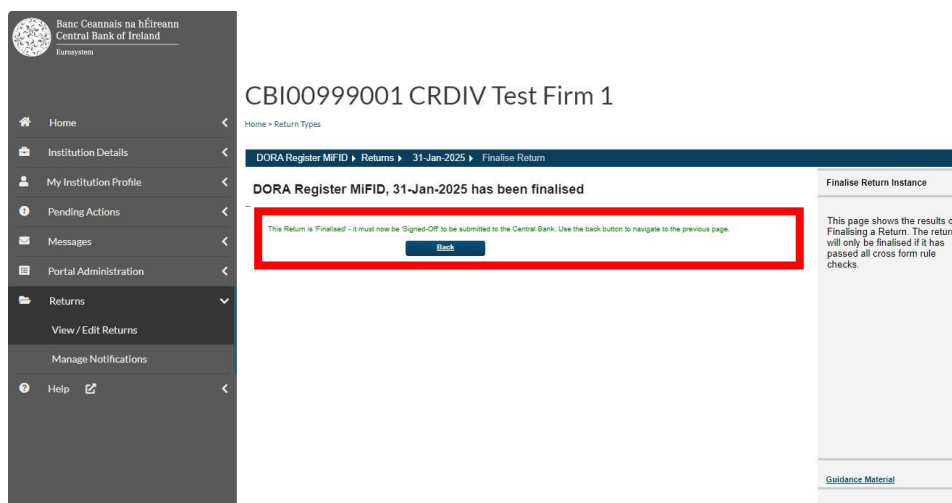 Banc Ceannais na hÉireann
Central Bank of Ireland
Eurosystem
Home
Institution Details
My Institution Profile
Pending Actions
Messages
Portal Administration
Returns
View / Edit Returns
Manage Notifications
Help
CBI00999001 CRDIV Test Firm 1
Home > Return Types
DORA Register MiFID Returns 31-Jan-2025 Finalise Return
DORA Register MiFID, 31-Jan-2025 has been finalised
--
This Return is 'Finalised' - it must now be 'Signed-Off' to be submitted to the Central Bank. Use the back button to navigate to the previous page.
Back
Finalise Return Instance
This page shows the results
Finalising a Return. The return
will only be finalised if it has
passed all cross form rule
checks.
Guidance Material